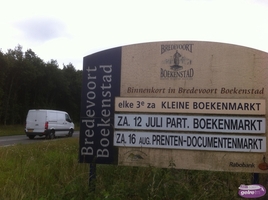 Bredevoort
Boekenstad
BREDEVOORT
BOEKENSTAD
Binnenkort in Bredevoort Boekenstad
elke 3e za KLEINE BOEKENMARKT
ZA. 12 JULI PART. BOEKENMARKT
ZA. 16 AUG. PRENTEN-DOCUMENTENMARKT
Rabobank